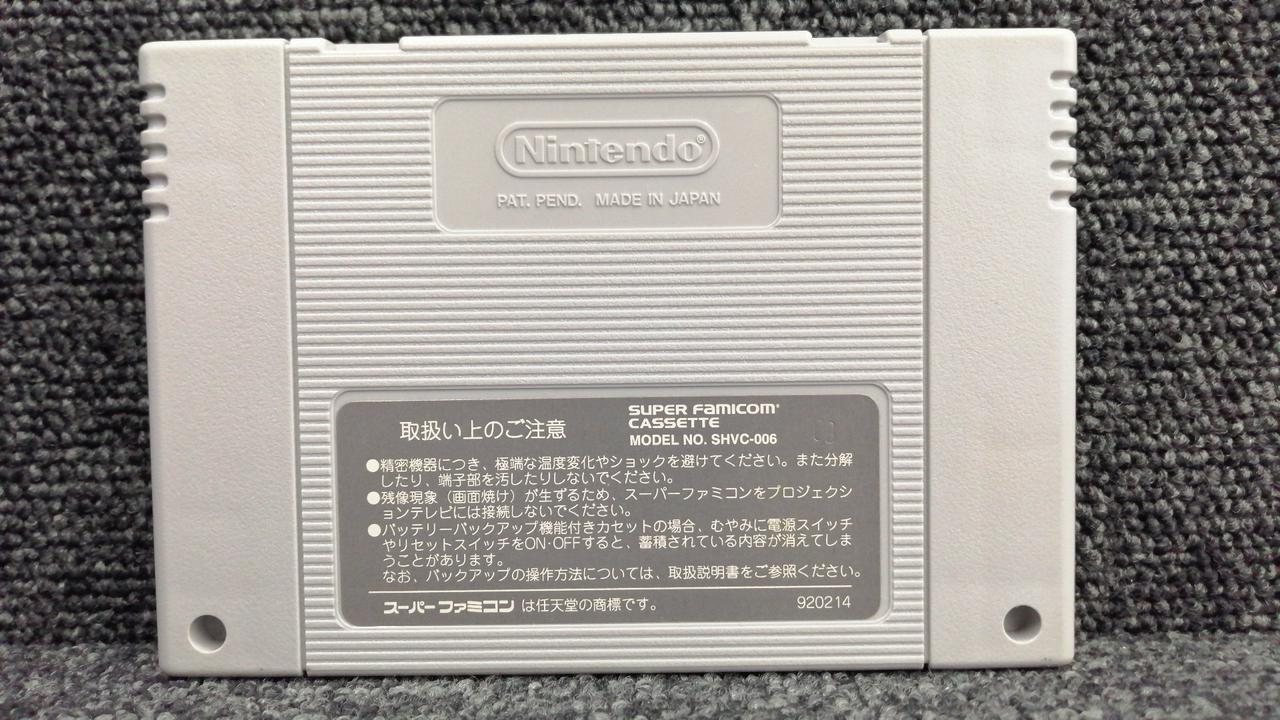 Nintendo®
PAT. PEND. MADE IN JAPAN
取扱い上のご注意
SUPER FAMICOM®
CASSETTE
MODEL NO. SHVC-006
●精密機器につき、極端な温度変化やショックを避けてください。また分解
したり、端子部を汚したりしないでください。
●残像現象（画面焼け）が生ずるため、スーパーファミコンをプロジェクシ
ョンテレビには接続しないでください。
●バッテリーバックアップ機能付きカセットの場合、むやみに電源スイッチ
やリセットスイッチをON·OFFすると、蓄積されている内容が消えてしま
うことがあります。
なお、バックアップの操作方法については、取扱説明書をご参照ください。
スーパーファミコン は任天堂の商標です。
920214